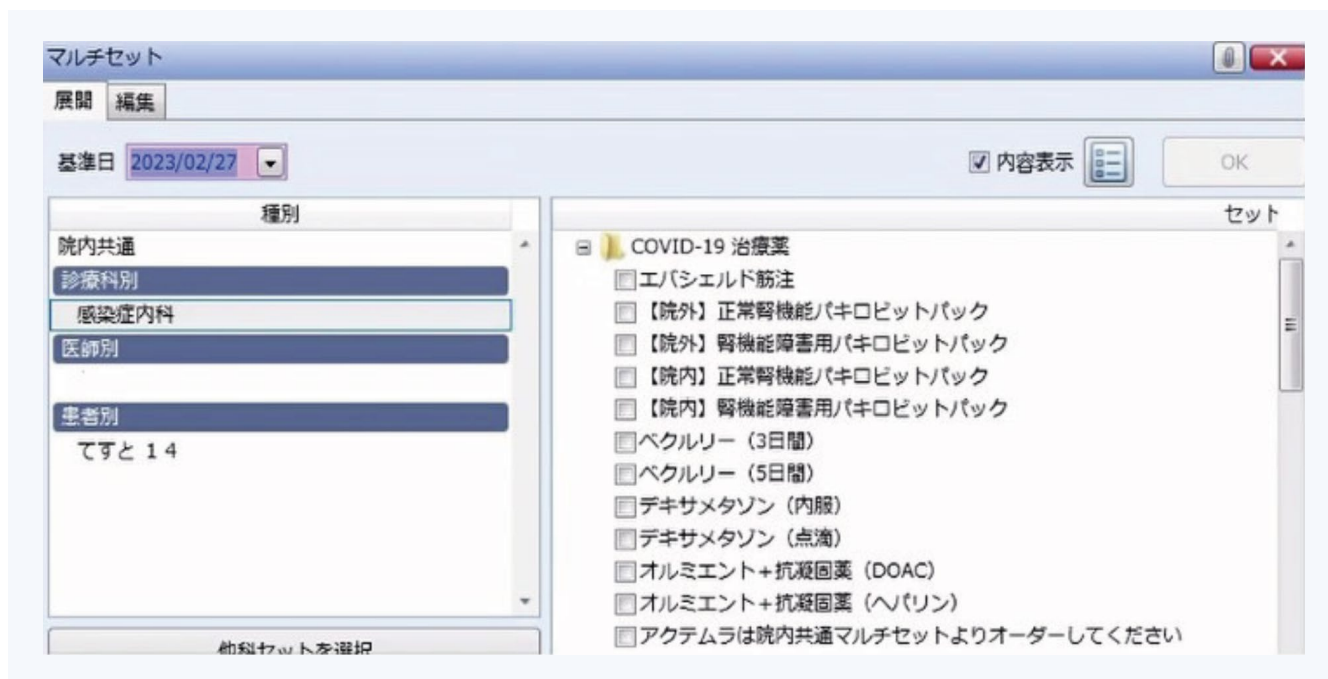 マルチセット
展開 編集
基準日 2023/02/27
内容表示
OK
種別
院内共通
診療科別
感染症内科
医師別
患者別
てすと 14
他科セットを選択
セット
COVID-19 治療薬
エバシェルド筋注
【院外】正常腎機能パキロビットパック
【院外】腎機能障害用パキロビットパック
【院内】正常腎機能パキロビットパック
【院内】腎機能障害用パキロビットパック
ベクルリー（3日間）
ベクルリー（5日間）
デキサメタゾン（内服）
デキサメタゾン（点滴）
オルミエント+抗凝固薬（DOAC）
オルミエント+抗凝固薬（ヘパリン）
アクテムラは院内共通マルチセットよりオーダーしてください